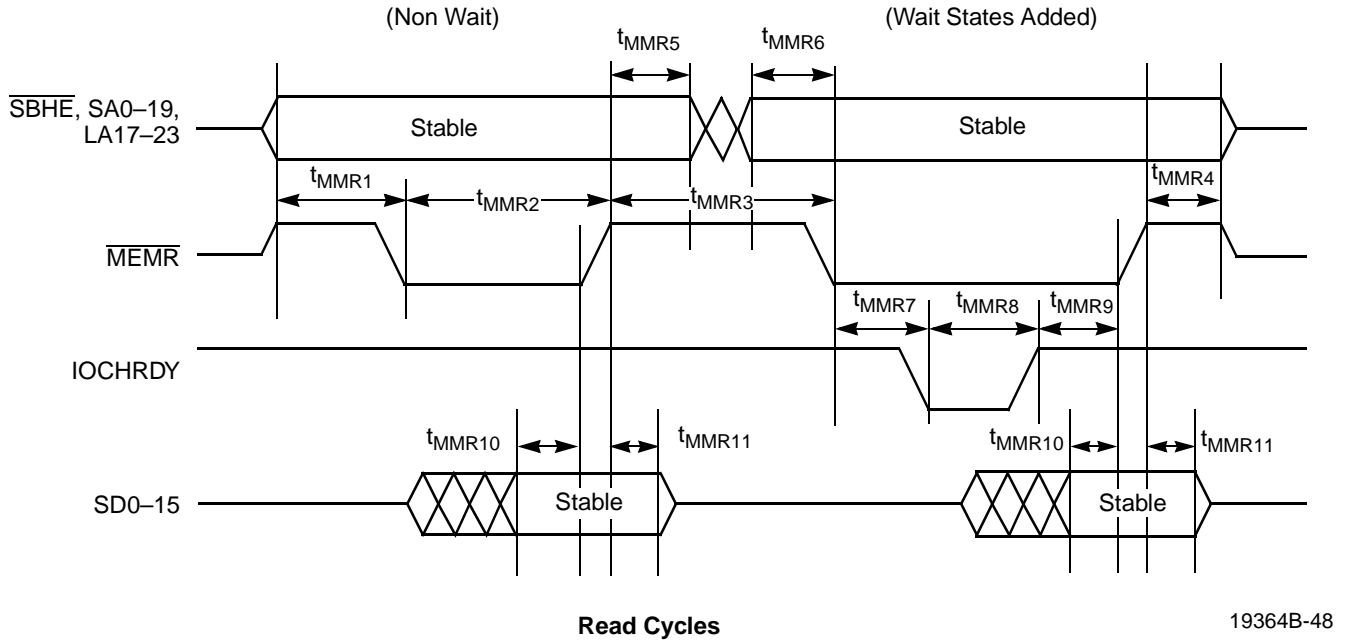 (Non Wait)
(Wait States Added)
tMMR5
tMMR6
SBHE, SA0–19,
LA17–23
Stable
Stable
tMMR1
tMMR2
tMMR3
tMMR4
MEMR
tMMR7
tMMR8
tMMR9
IOCHRDY
tMMR10
tMMR11
tMMR10
tMMR11
SD0–15
Stable
Stable
Read Cycles
19364B-48